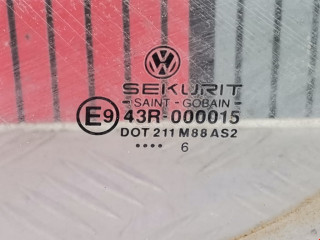 SEKURIT
SAINT-GOBAIN
E9 43R-000015
DOT 211 M88 AS2
.... 6